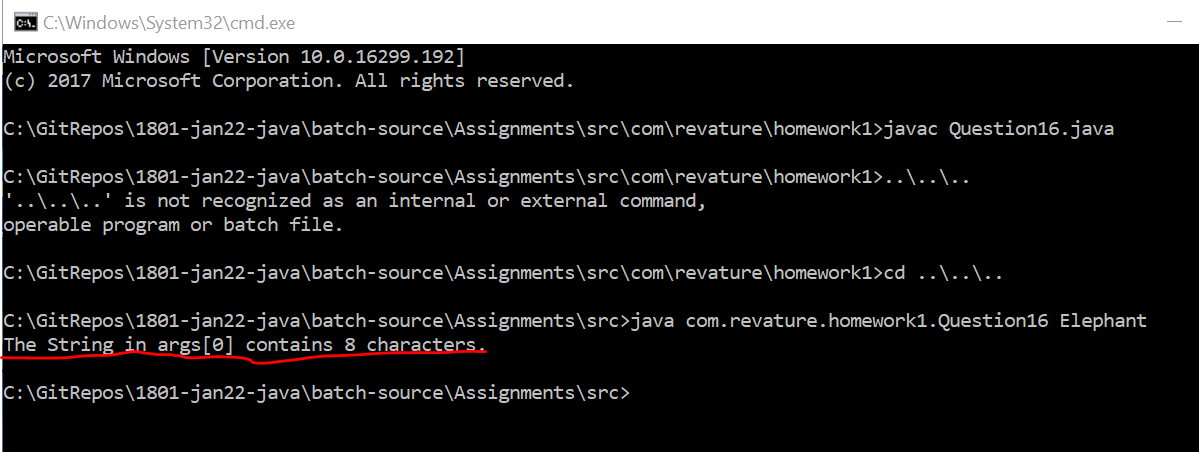 C:\Windows\System32\cmd.exe
Microsoft Windows [Version 10.0.16299.192]
(c) 2017 Microsoft Corporation. All rights reserved.
C:\GitRepos\1801-jan22-java\batch-source\Assignments\src\com\revature\homework1>javac Question16.java
C:\GitRepos\1801-jan22-java\batch-source\Assignments\src\com\revature\homework1>..\..\..
'..\..\..' is not recognized as an internal or external command,
operable program or batch file.
C:\GitRepos\1801-jan22-java\batch-source\Assignments\src\com\revature\homework1>cd ..\..\..
C:\GitRepos\1801-jan22-java\batch-source\Assignments\src>java com.revature.homework1.Question16 Elephant
The String in args[0] contains 8 characters.
C:\GitRepos\1801-jan22-java\batch-source\Assignments\src>